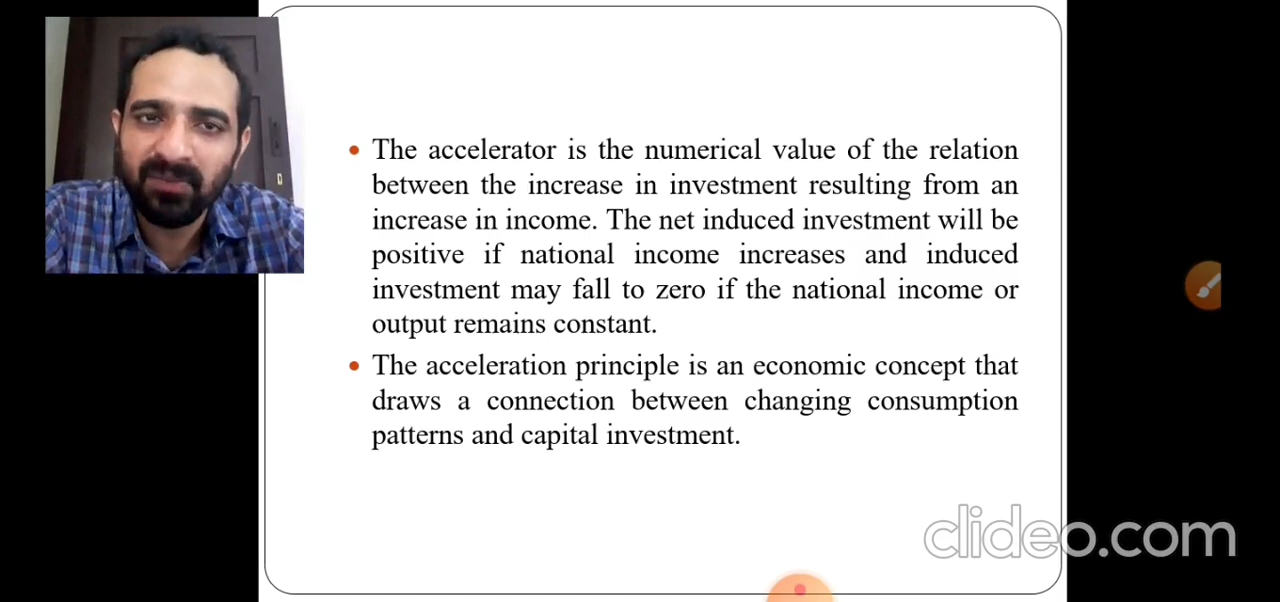 The accelerator is the numerical value of the relation
between the increase in investment resulting from an
increase in income. The net induced investment will be
positive if national income increases and induced
investment may fall to zero if the national income or
output remains constant.
The acceleration principle is an economic concept that
draws a connection between changing consumption
patterns and capital investment.
clideo.com